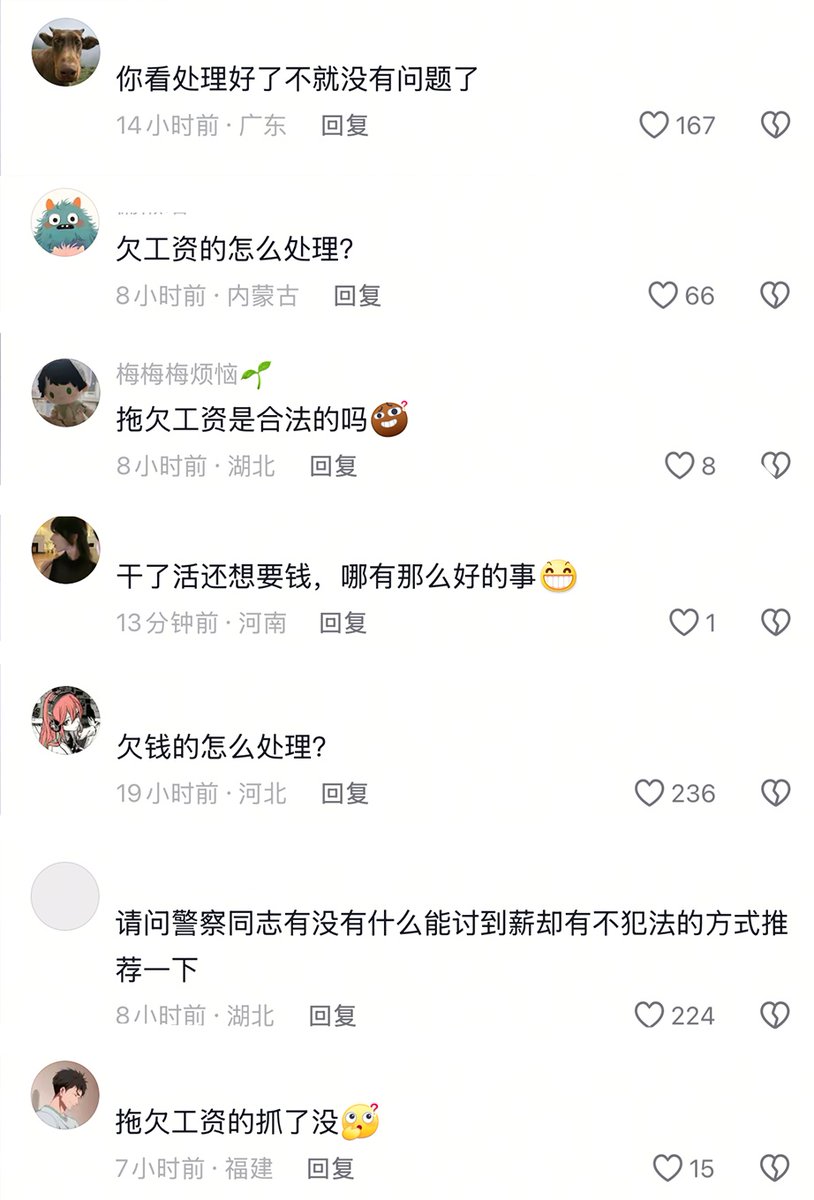 你看处理好了不就没有问题了
14小时前·广东 回复 167
欠工资的怎么处理？
8小时前·内蒙古 回复 66
梅梅梅烦恼🌱
拖欠工资是合法的吗
8小时前·湖北 回复 8
干了活还想要钱，哪有那么好的事😁
13分钟前·河南 回复 1
欠钱的怎么处理？
19小时前·河北 回复 236
请问警察同志有没有什么能讨到薪却有不犯法的方式推
荐一下
8小时前·湖北 回复 224
拖欠工资的抓了没
7小时前·福建 回复 15